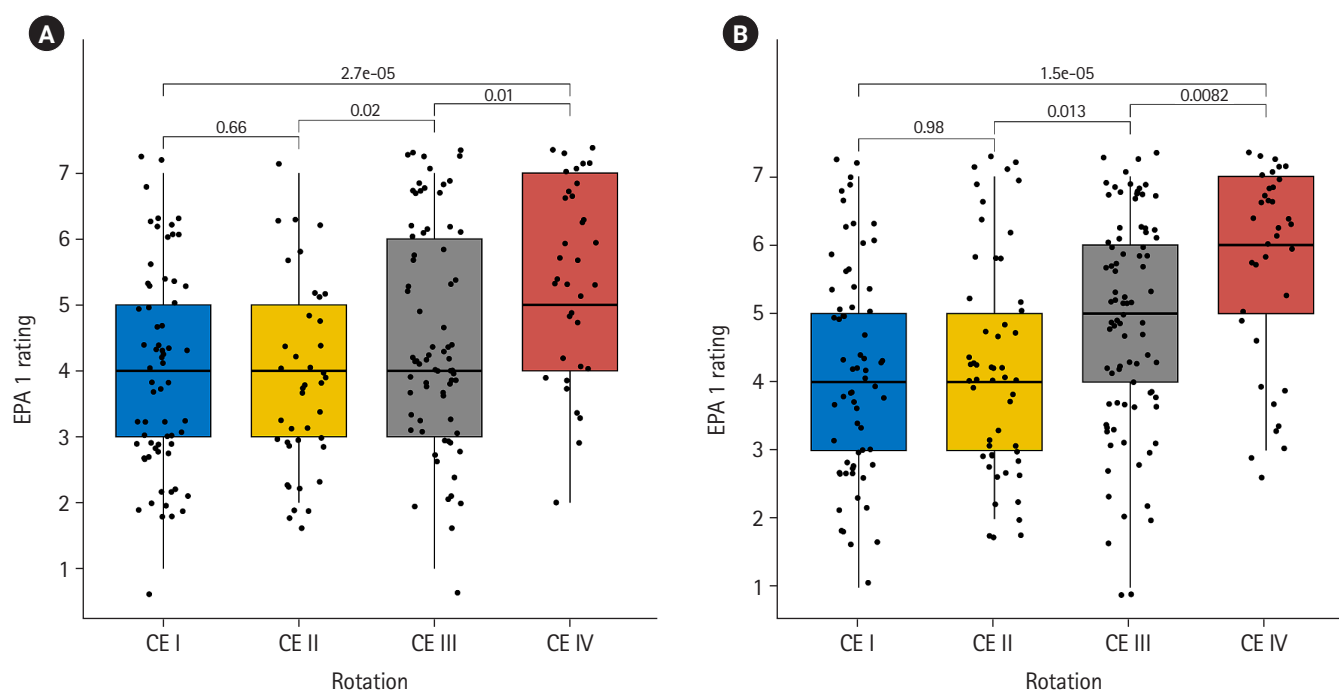 A
2.7e-05
0.01
0.02
0.66
7
6
5
4
3
2
1
EPA 1 rating
CE I
CE II
CE III
CE IV
Rotation
B
1.5e-05
0.0082
0.013
0.98
7
6
5
4
3
2
1
EPA 1 rating
CE I
CE II
CE III
CE IV
Rotation